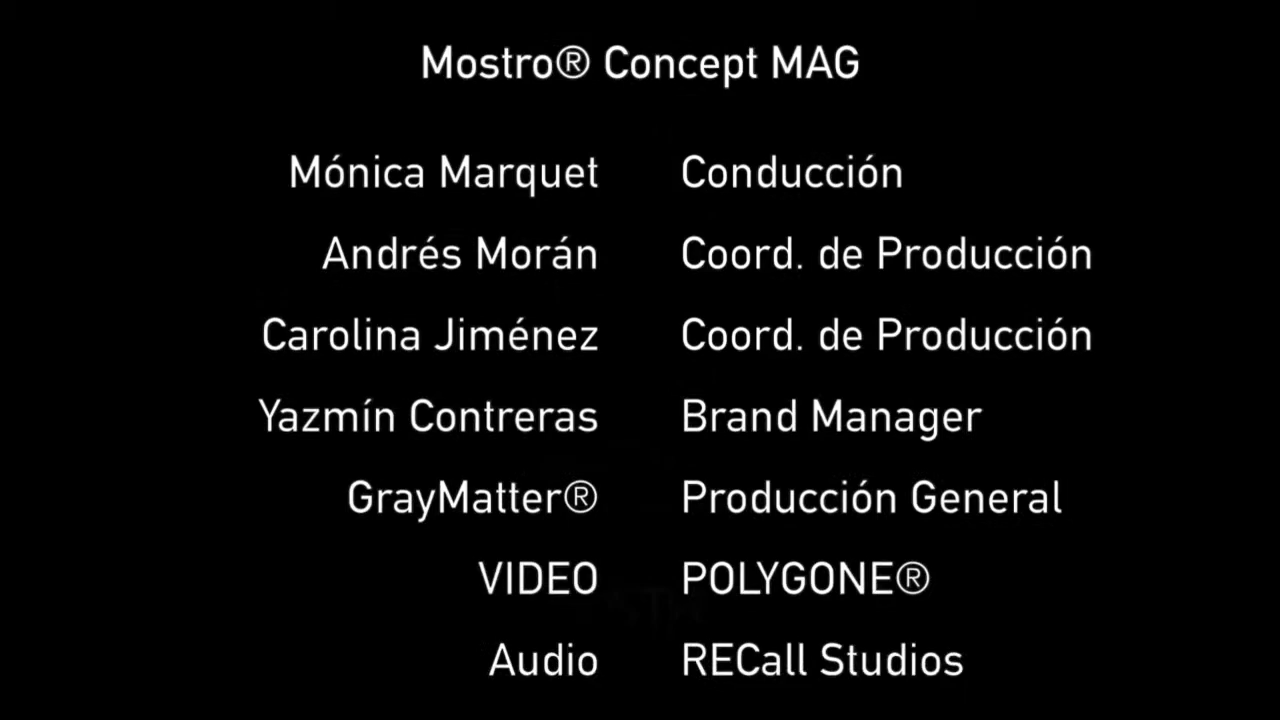 Mostro® Concept MAG
Mónica Marquet Conducción
Andrés Morán Coord. de Producción
Carolina Jiménez Coord. de Producción
Yazmín Contreras Brand Manager
GrayMatter® Producción General
VIDEO POLYGONE®
Audio RECall Studios